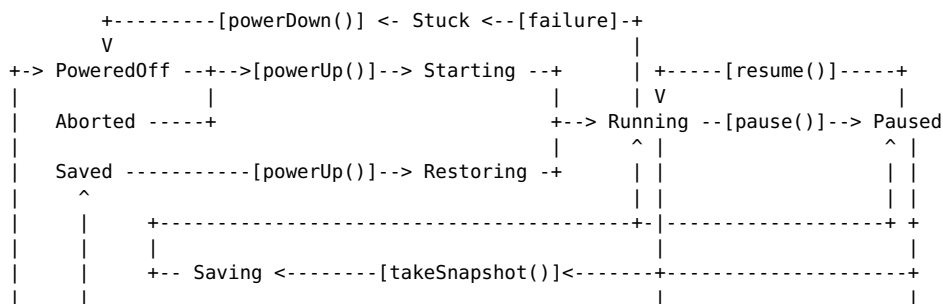 +---------[powerDown()] <- Stuck <--[failure]-+
        V                                             |
+-> PoweredOff --+-->[powerUp()]--> Starting --+      | +-----[resume()]-----+
|                |                             |      | V                    |
|   Aborted -----+                             +--> Running --[pause()]--> Paused
|                                              |      ^ |                   ^ |
|   Saved -----------[powerUp()]--> Restoring -+      | |                   | |
|     ^                                               | |                   | |
|     |     +-----------------------------------------+-|-------------------+ +
|     |     |                                           |                     |
|     |     +-- Saving <--------[takeSnapshot()]<-------+---------------------+
|     |                                                 |                     |